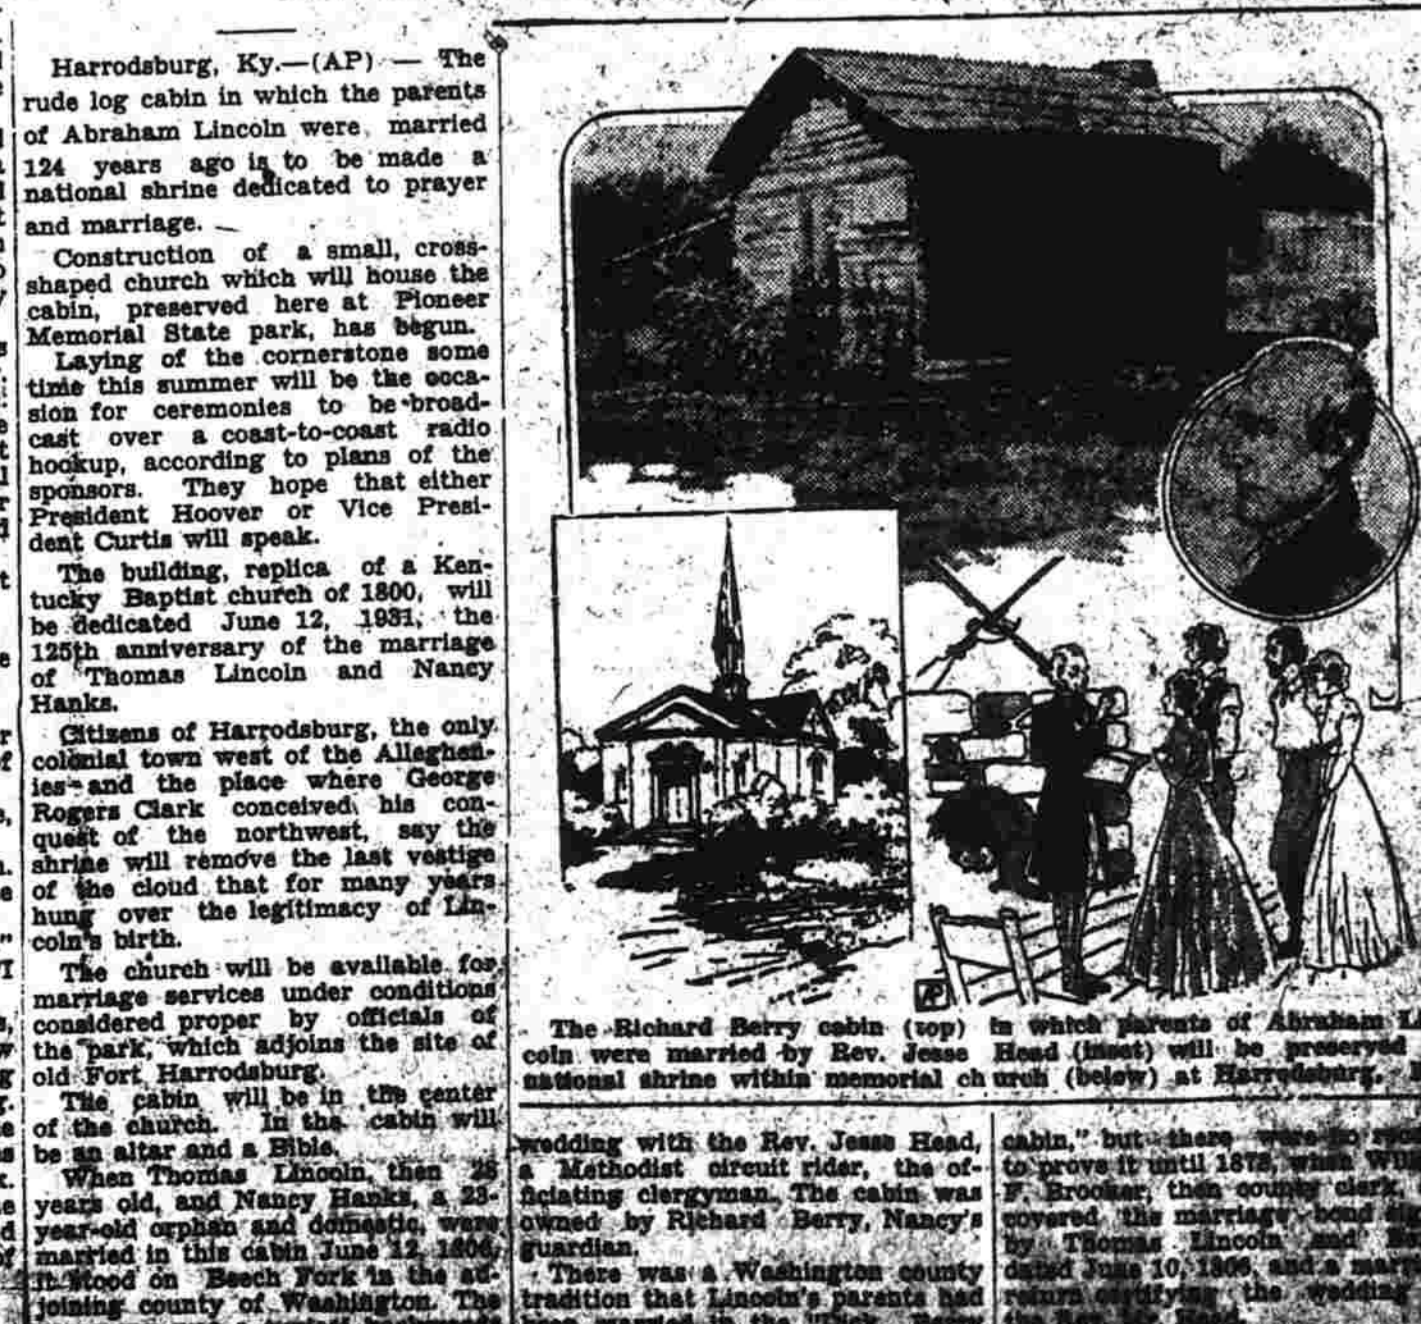 Harrodsburg, Ky.—(AP) — The
rude log cabin in which the parents
of Abraham Lincoln were married
124 years ago is to be made a
national shrine dedicated to prayer
and marriage.
Construction of a small, cross-
shaped church which will house the
cabin, preserved here at Pioneer
Memorial State park, has begun.
Laying of the cornerstone some
time this summer will be the occa-
sion for ceremonies to be broad-
cast over a coast-to-coast radio
hookup, according to plans of the
sponsors. They hope that either
President Hoover or Vice Presi-
dent Curtis will speak.
The building, replica of a Ken-
tucky Baptist church of 1800, will
be dedicated June 12, 1931, the
125th anniversary of the marriage
of Thomas Lincoln and Nancy
Hanks.
Citizens of Harrodsburg, the only
colonial town west of the Alleghen-
ies and the place where George
Rogers Clark conceived his con-
quest of the northwest, say the
shrine will remove the last vestige
of the cloud that for many years
hung over the legitimacy of Lin-
coln's birth.
The church will be available for
marriage services under conditions
considered proper by officials of
the park, which adjoins the site of
old Fort Harrodsburg.
The cabin will be in the center
of the church. In the cabin will
be an altar and a Bible.
When Thomas Lincoln, then 28
years old, and Nancy Hanks, a 23-
year-old orphan and domestic, were
married in this cabin June 12, 1806,
it stood on Beech Fork in the ad-
joining county of Washington. The
The Richard Berry cabin (top) in which parents of Abraham
coln were married by Rev. Jesse Head (inset) will be preserved
national shrine within memorial church (below) at Harrodsburg.
wedding with the Rev. Jesse Head,
a Methodist circuit rider, the of-
ficiating clergyman. The cabin was
owned by Richard Berry, Nancy's
guardian.
There was a Washington county
tradition that Lincoln's parents had
been married in the "Dick Berry
cabin," but there were no
to prove it until 1878, when
F. Brooker, then county clerk,
covered the marriage bond
by Thomas Lincoln and
dated June 10, 1806, and a
return certifying the wedding
the Rev. Mr. Head.